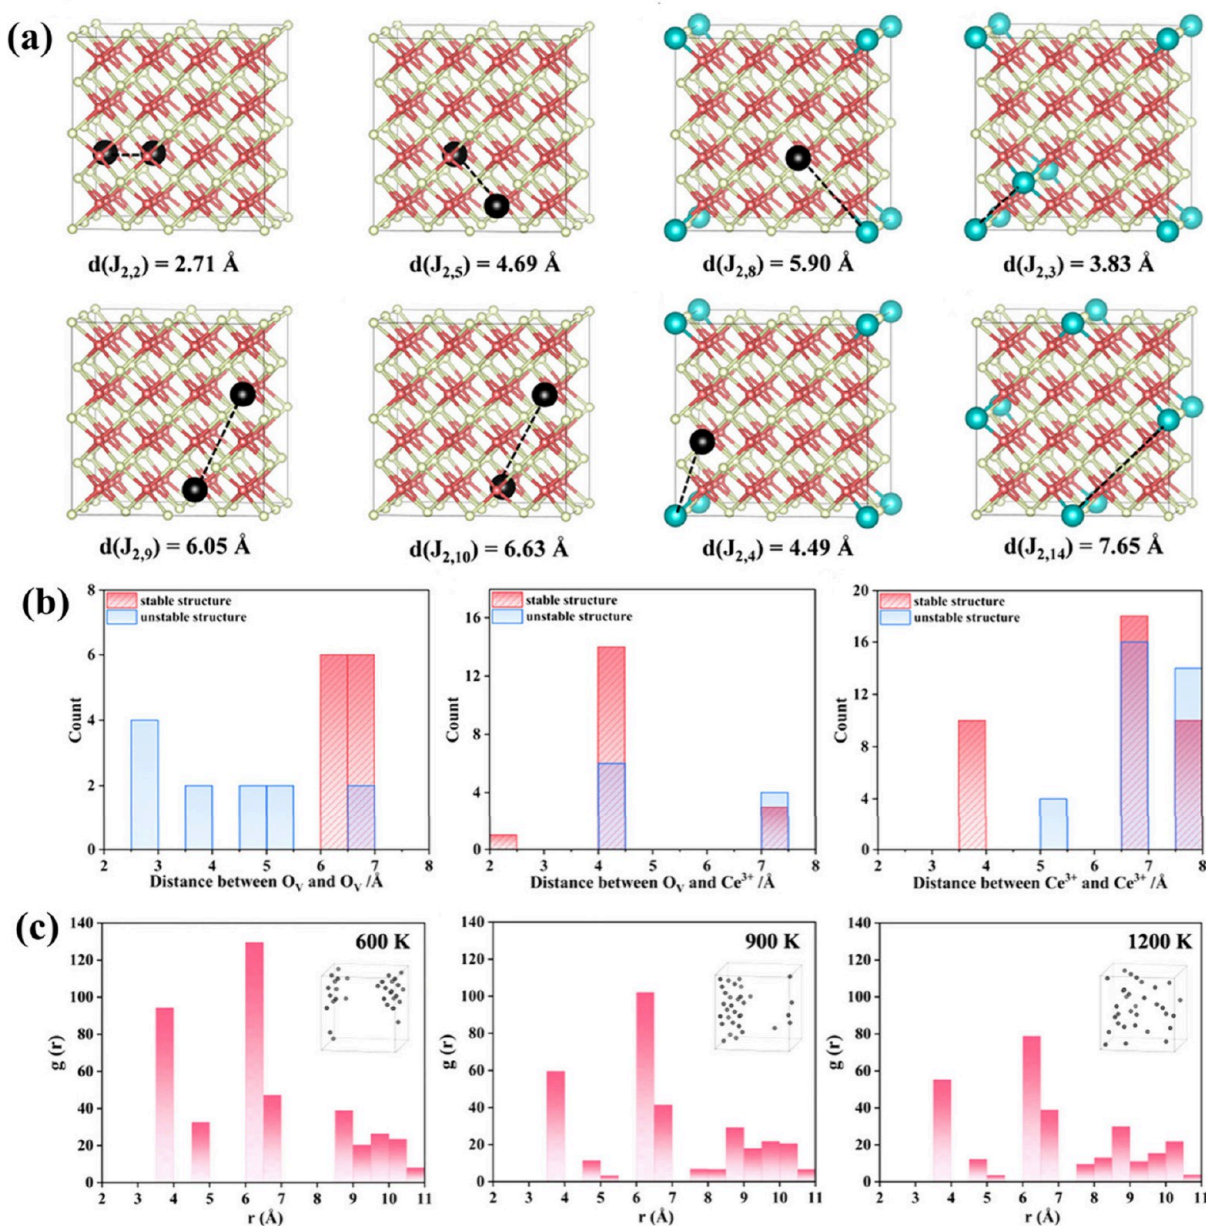 (a)
d(J2,2) = 2.71 Å
d(J2,5) = 4.69 Å
d(J2,8) = 5.90 Å
d(J2,3) = 3.83 Å
d(J2,9) = 6.05 Å
d(J2,10) = 6.63 Å
d(J2,4) = 4.49 Å
d(J2,14) = 7.65 Å
(b)
8
6
4
2
0
Count
stable structure
unstable structure
2 3 4 5 6 7 8
Distance between OV and OV /Å
16
12
8
4
0
Count
stable structure
unstable structure
2 3 4 5 6 7 8
Distance between OV and Ce3+ /Å
20
16
12
8
4
0
Count
stable structure
unstable structure
2 3 4 5 6 7 8
Distance between Ce3+ and Ce3+ /Å
(c)
140
120
100
80
60
40
20
0
g (r)
600 K
2 3 4 5 6 7 8 9 10 11
r (Å)
140
120
100
80
60
40
20
0
g (r)
900 K
2 3 4 5 6 7 8 9 10 11
r (Å)
140
120
100
80
60
40
20
0
g (r)
1200 K
2 3 4 5 6 7 8 9 10 11
r (Å)